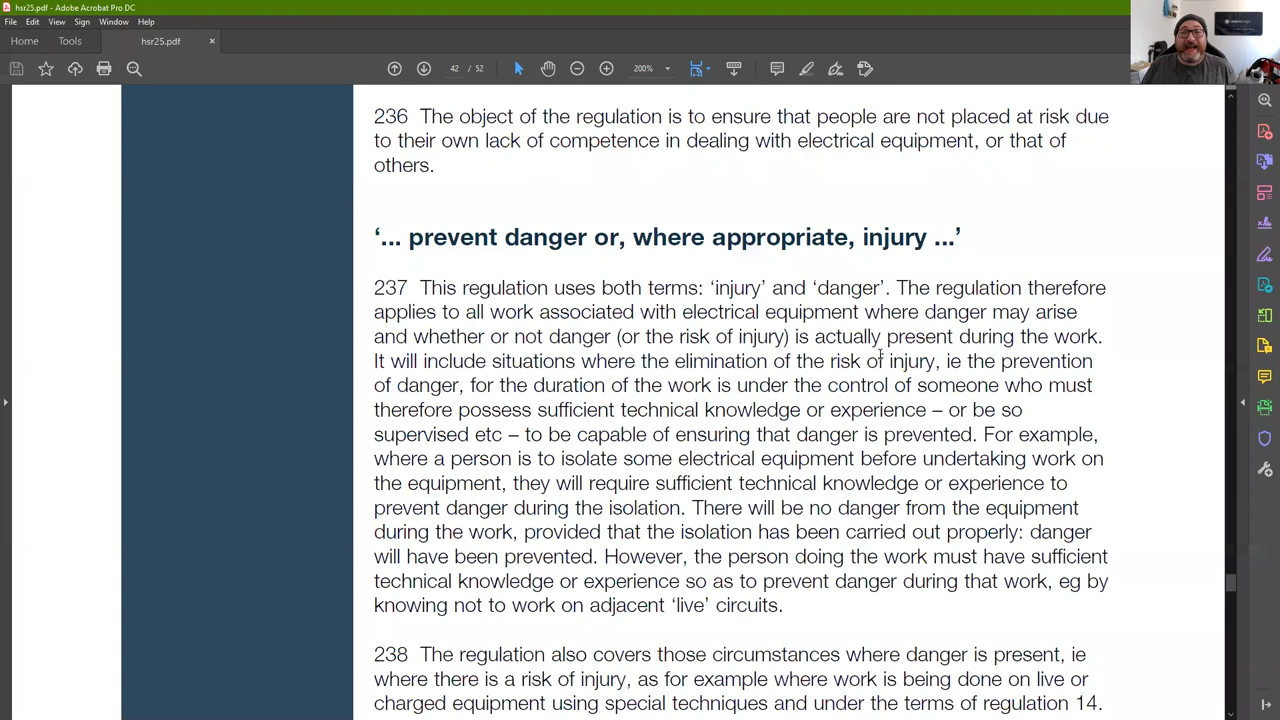 hsr25.pdf - Adobe Acrobat Pro DC
File Edit View Sign Window Help
Home Tools hsr25.pdf ×
42 / 52 200%
236 The object of the regulation is to ensure that people are not placed at risk due
to their own lack of competence in dealing with electrical equipment, or that of
others.
‘... prevent danger or, where appropriate, injury ...’
237 This regulation uses both terms: ‘injury’ and ‘danger’. The regulation therefore
applies to all work associated with electrical equipment where danger may arise
and whether or not danger (or the risk of injury) is actually present during the work.
It will include situations where the elimination of the risk of injury, ie the prevention
of danger, for the duration of the work is under the control of someone who must
therefore possess sufficient technical knowledge or experience – or be so
supervised etc – to be capable of ensuring that danger is prevented. For example,
where a person is to isolate some electrical equipment before undertaking work on
the equipment, they will require sufficient technical knowledge or experience to
prevent danger during the isolation. There will be no danger from the equipment
during the work, provided that the isolation has been carried out properly: danger
will have been prevented. However, the person doing the work must have sufficient
technical knowledge or experience so as to prevent danger during that work, eg by
knowing not to work on adjacent ‘live’ circuits.
238 The regulation also covers those circumstances where danger is present, ie
where there is a risk of injury, as for example where work is being done on live or
charged equipment using special techniques and under the terms of regulation 14.